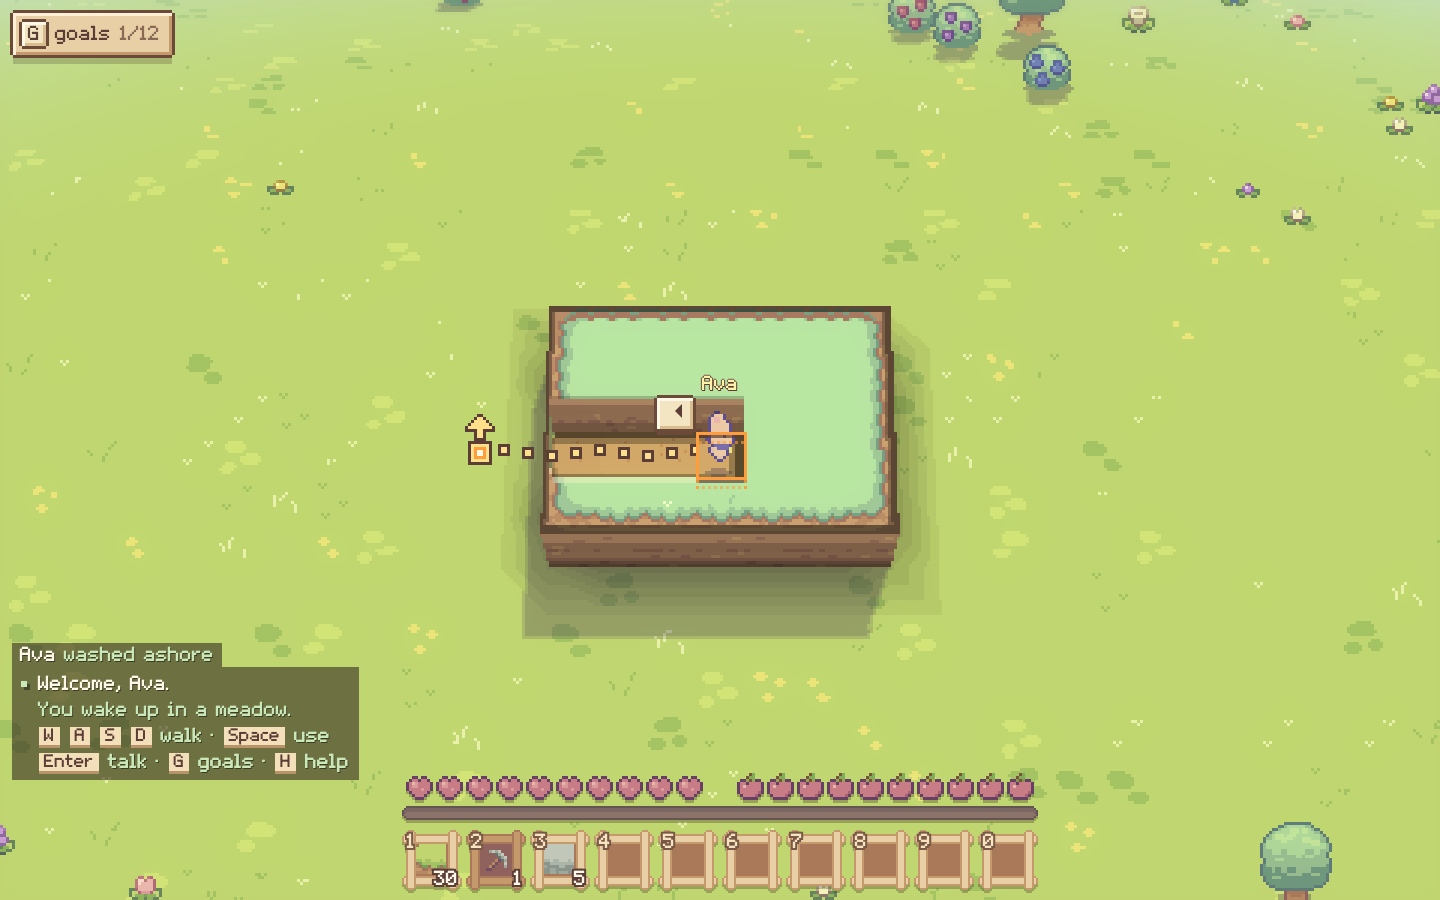 G goals 1/12
Ava
Ava washed ashore
Welcome, Ava.
You wake up in a meadow.
W A S D walk · Space use
Enter talk · G goals · H help
1 2 3 4 5 6 7 8 9 0
30 1 5